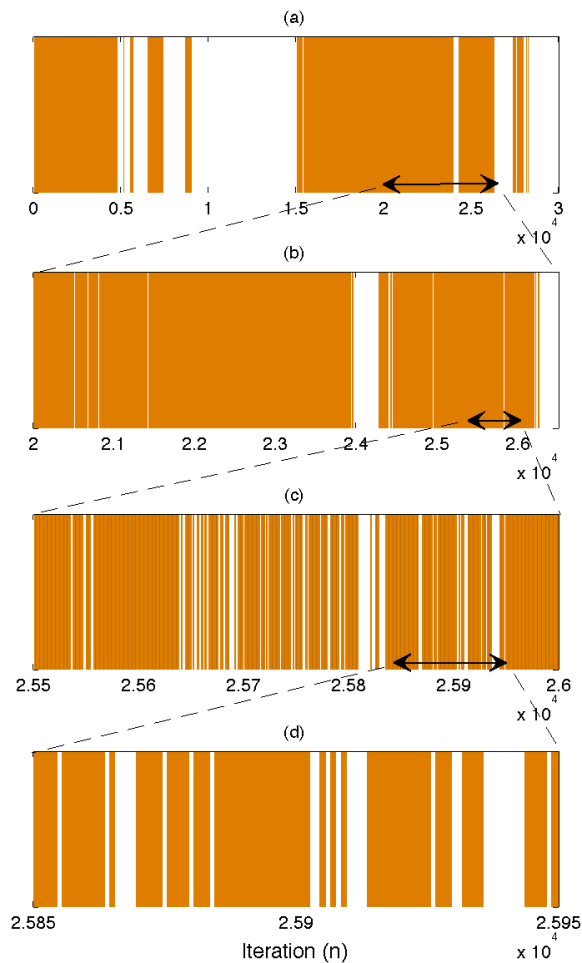 (a)
0 0.5 1 1.5 2 2.5 3
x 10^4
(b)
2 2.1 2.2 2.3 2.4 2.5 2.6
x 10^4
(c)
2.55 2.56 2.57 2.58 2.59 2.6
x 10^4
(d)
2.585 2.59 2.595
x 10^4
Iteration (n)